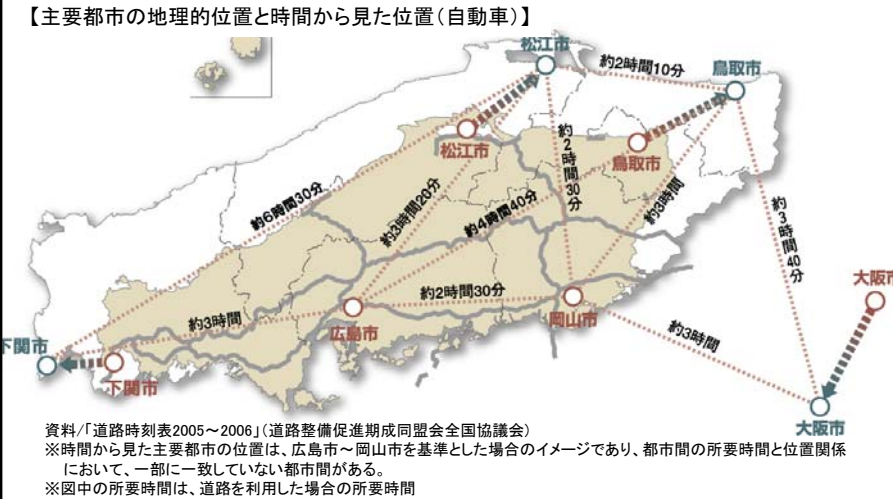 【主要都市の地理的位置と時間から見た位置(自動車)】
松江市
約2時間10分
鳥取市
松江市
鳥取市
約2時間30分
約6時間30分
約3時間20分
約4時間40分
約3時間
約3時間40分
大阪市
約2時間30分
約3時間
広島市
岡山市
約3時間
下関市
下関市
大阪市
資料/「道路時刻表2005~2006」(道路整備促進期成同盟会全国協議会)
※時間から見た主要都市の位置は、広島市~岡山市を基準とした場合のイメージであり、都市間の所要時間と位置関係
において、一部に一致していない都市間がある。
※図中の所要時間は、道路を利用した場合の所要時間